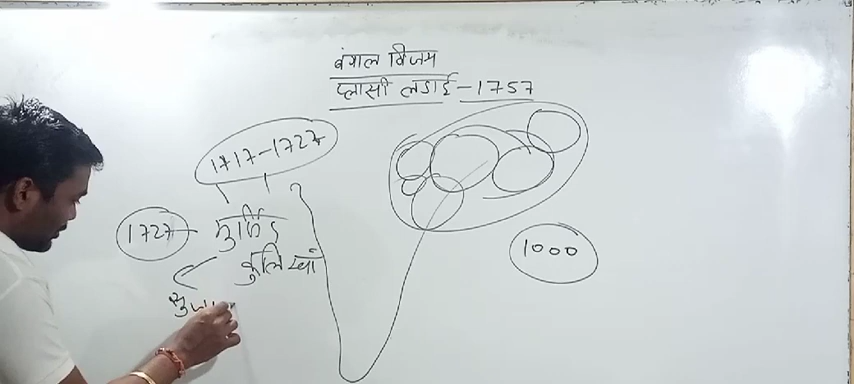 बंगाल विजय
प्लासी लडाई - 1757
1717-1727
1727 - मुर्शिद
कुलि खाँ
1000